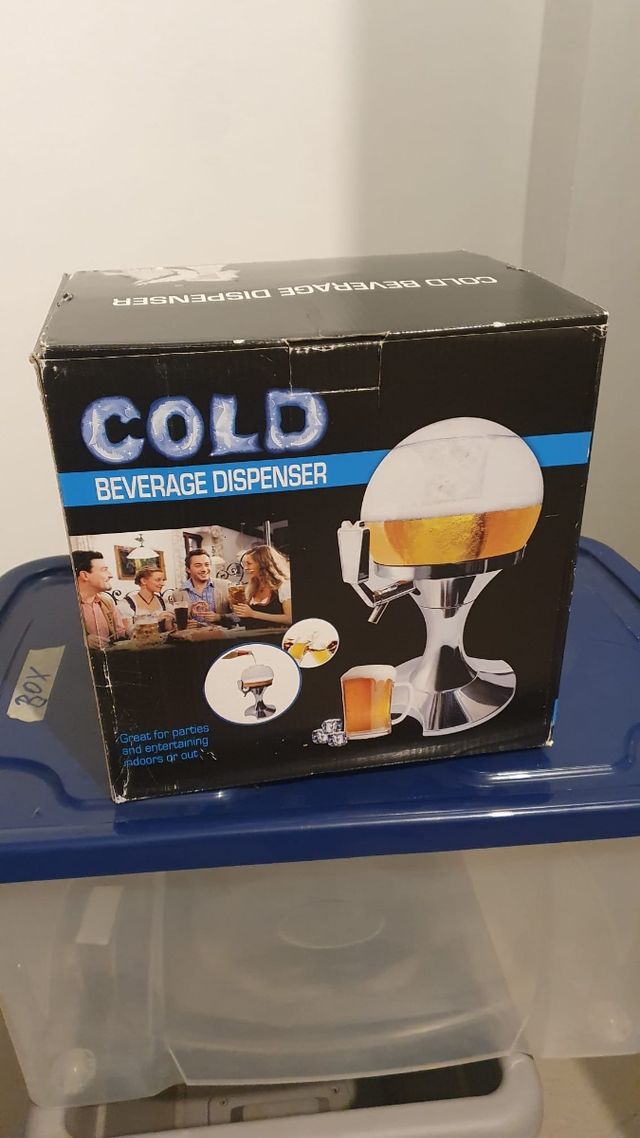 COLD BEVERAGE DISPENSER
COLD
BEVERAGE DISPENSER
Great for parties
and entertaining
indoors or out
BOX